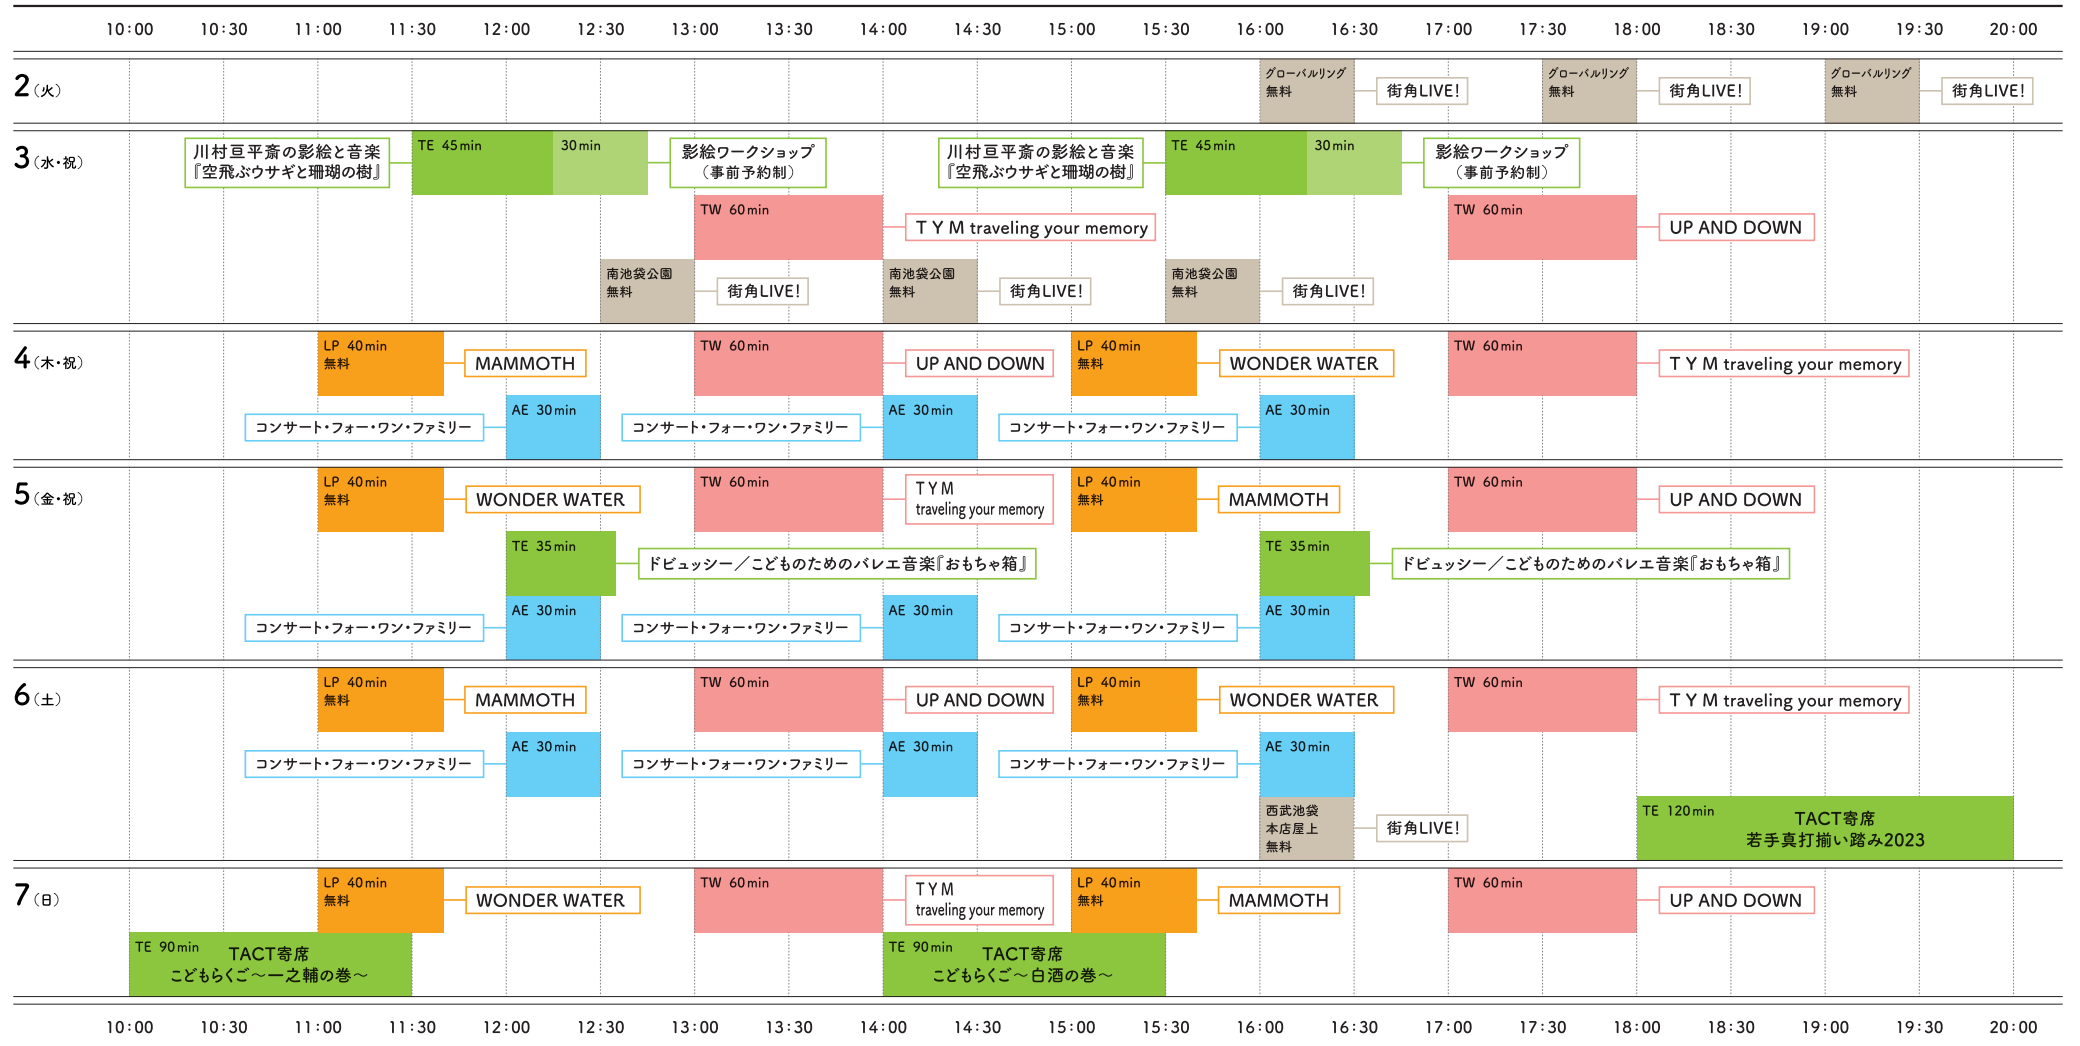 10:00 10:30 11:00 11:30 12:00 12:30 13:00 13:30 14:00 14:30 15:00 15:30 16:00 16:30 17:00 17:30 18:00 18:30 19:00 19:30 20:00
2(火)
グローバルリング
無料
街角LIVE!
グローバルリング
無料
街角LIVE!
グローバルリング
無料
街角LIVE!
3(水・祝)
川村亘平斎の影絵と音楽
『空飛ぶウサギと珊瑚の樹』
TE 45min
30min
影絵ワークショップ
(事前予約制)
川村亘平斎の影絵と音楽
『空飛ぶウサギと珊瑚の樹』
TE 45min
30min
影絵ワークショップ
(事前予約制)
TW 60min
T Y M traveling your memory
TW 60min
UP AND DOWN
南池袋公園
無料
街角LIVE!
南池袋公園
無料
街角LIVE!
南池袋公園
無料
街角LIVE!
4(木・祝)
LP 40min
無料
MAMMOTH
TW 60min
UP AND DOWN
LP 40min
無料
WONDER WATER
TW 60min
T Y M traveling your memory
コンサート・フォー・ワン・ファミリー
AE 30min
コンサート・フォー・ワン・ファミリー
AE 30min
コンサート・フォー・ワン・ファミリー
AE 30min
5(金・祝)
LP 40min
無料
WONDER WATER
TW 60min
T Y M
traveling your memory
LP 40min
無料
MAMMOTH
TW 60min
UP AND DOWN
TE 35min
ドビュッシー/こどものためのバレエ音楽『おもちゃ箱』
TE 35min
ドビュッシー/こどものためのバレエ音楽『おもちゃ箱』
コンサート・フォー・ワン・ファミリー
AE 30min
コンサート・フォー・ワン・ファミリー
AE 30min
コンサート・フォー・ワン・ファミリー
AE 30min
6(土)
LP 40min
無料
MAMMOTH
TW 60min
UP AND DOWN
LP 40min
無料
WONDER WATER
TW 60min
T Y M traveling your memory
コンサート・フォー・ワン・ファミリー
AE 30min
コンサート・フォー・ワン・ファミリー
AE 30min
コンサート・フォー・ワン・ファミリー
AE 30min
西武池袋
本店屋上
無料
街角LIVE!
TE 120min
TACT寄席
若手真打揃い踏み2023
7(日)
LP 40min
無料
WONDER WATER
TW 60min
T Y M
traveling your memory
LP 40min
無料
MAMMOTH
TW 60min
UP AND DOWN
TE 90min
TACT寄席
こどもらくご〜一之輔の巻〜
TE 90min
TACT寄席
こどもらくご〜白酒の巻〜
10:00 10:30 11:00 11:30 12:00 12:30 13:00 13:30 14:00 14:30 15:00 15:30 16:00 16:30 17:00 17:30 18:00 18:30 19:00 19:30 20:00